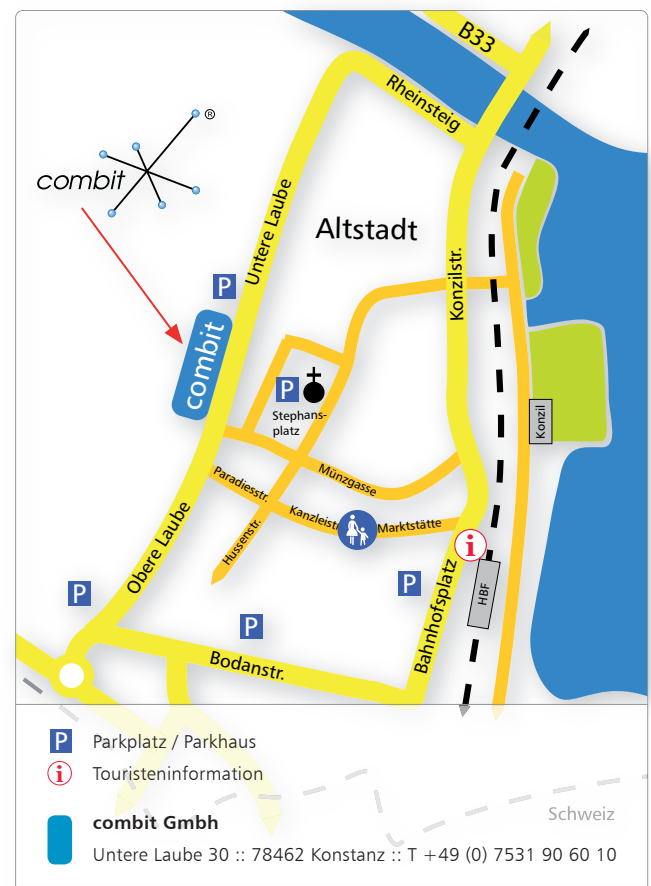 B33
Rheinsteig
®
combit
Untere Laube
Altstadt
Konzilstr.
P
combit
P
Stephans-
platz
Konzil
Münzgasse
Paradiesstr.
Kanzleistr
Marktstätte
Hussenstr.
Obere Laube
i
P
HBF
P
Bahnhofsplatz
P
Bodanstr.
P Parkplatz / Parkhaus
i Touristeninformation
Schweiz
combit Gmbh
Untere Laube 30 :: 78462 Konstanz :: T +49 (0) 7531 90 60 10